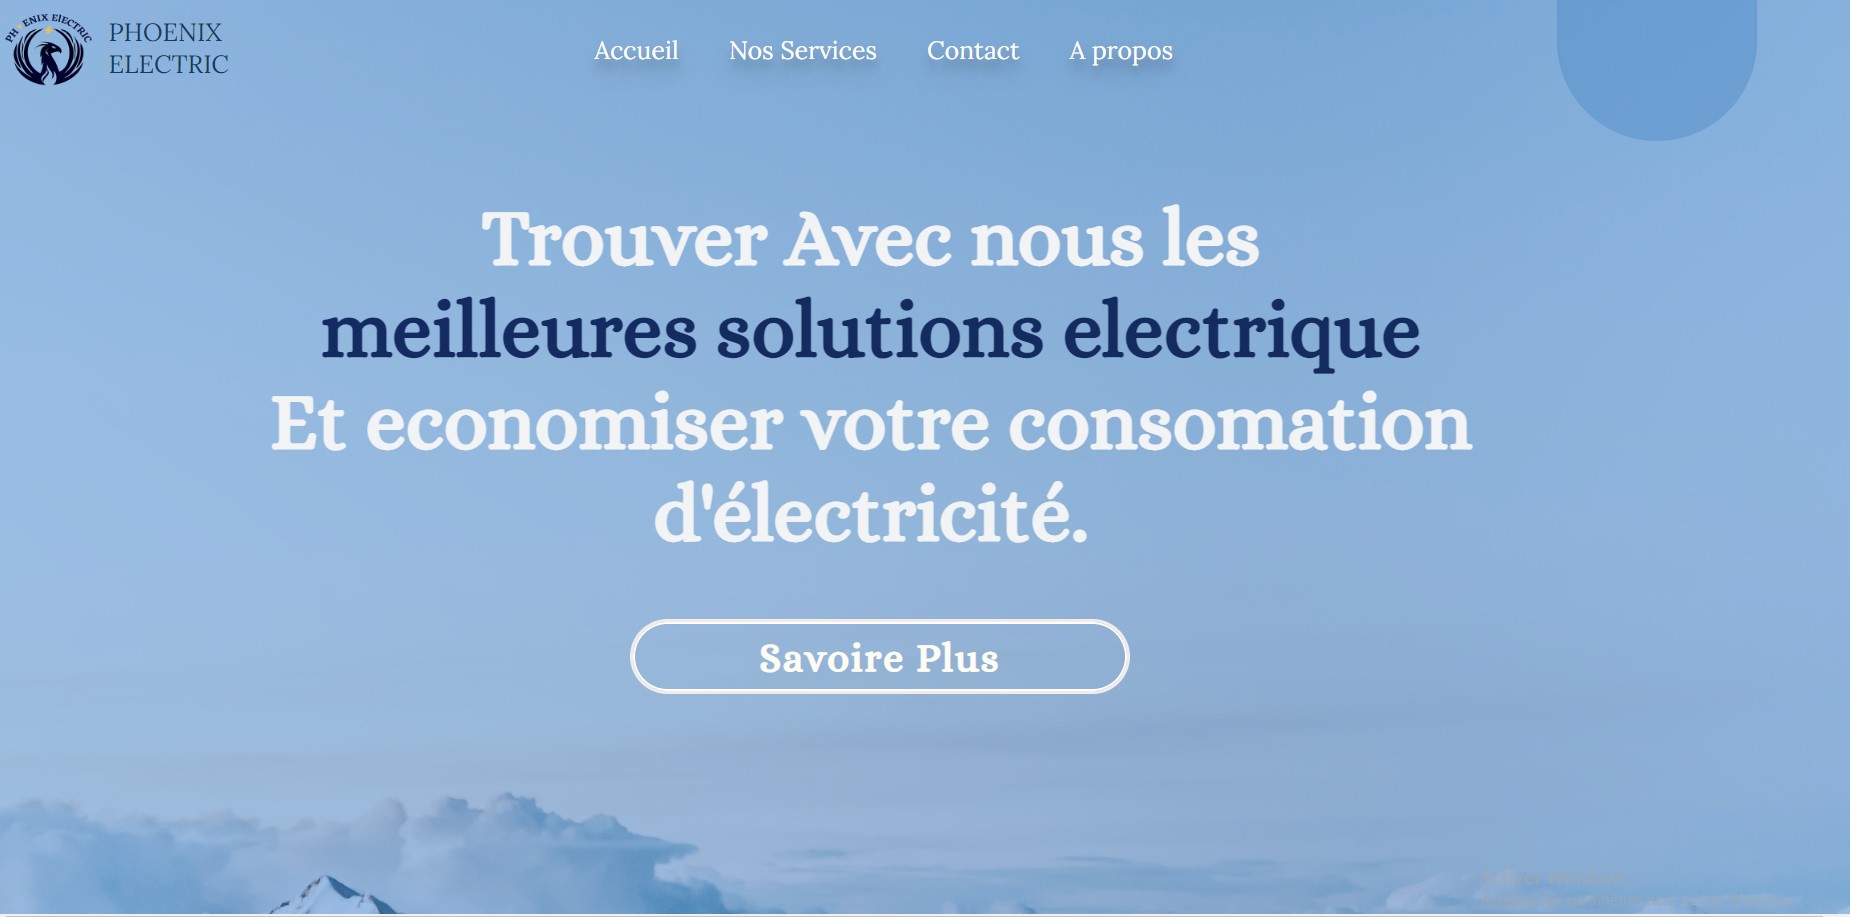 PHOENIX ElECTRIC
PHOENIX
ELECTRIC
Accueil Nos Services Contact A propos
Trouver Avec nous les
meilleures solutions electrique
Et economiser votre consomation
d'électricité.
Savoire Plus